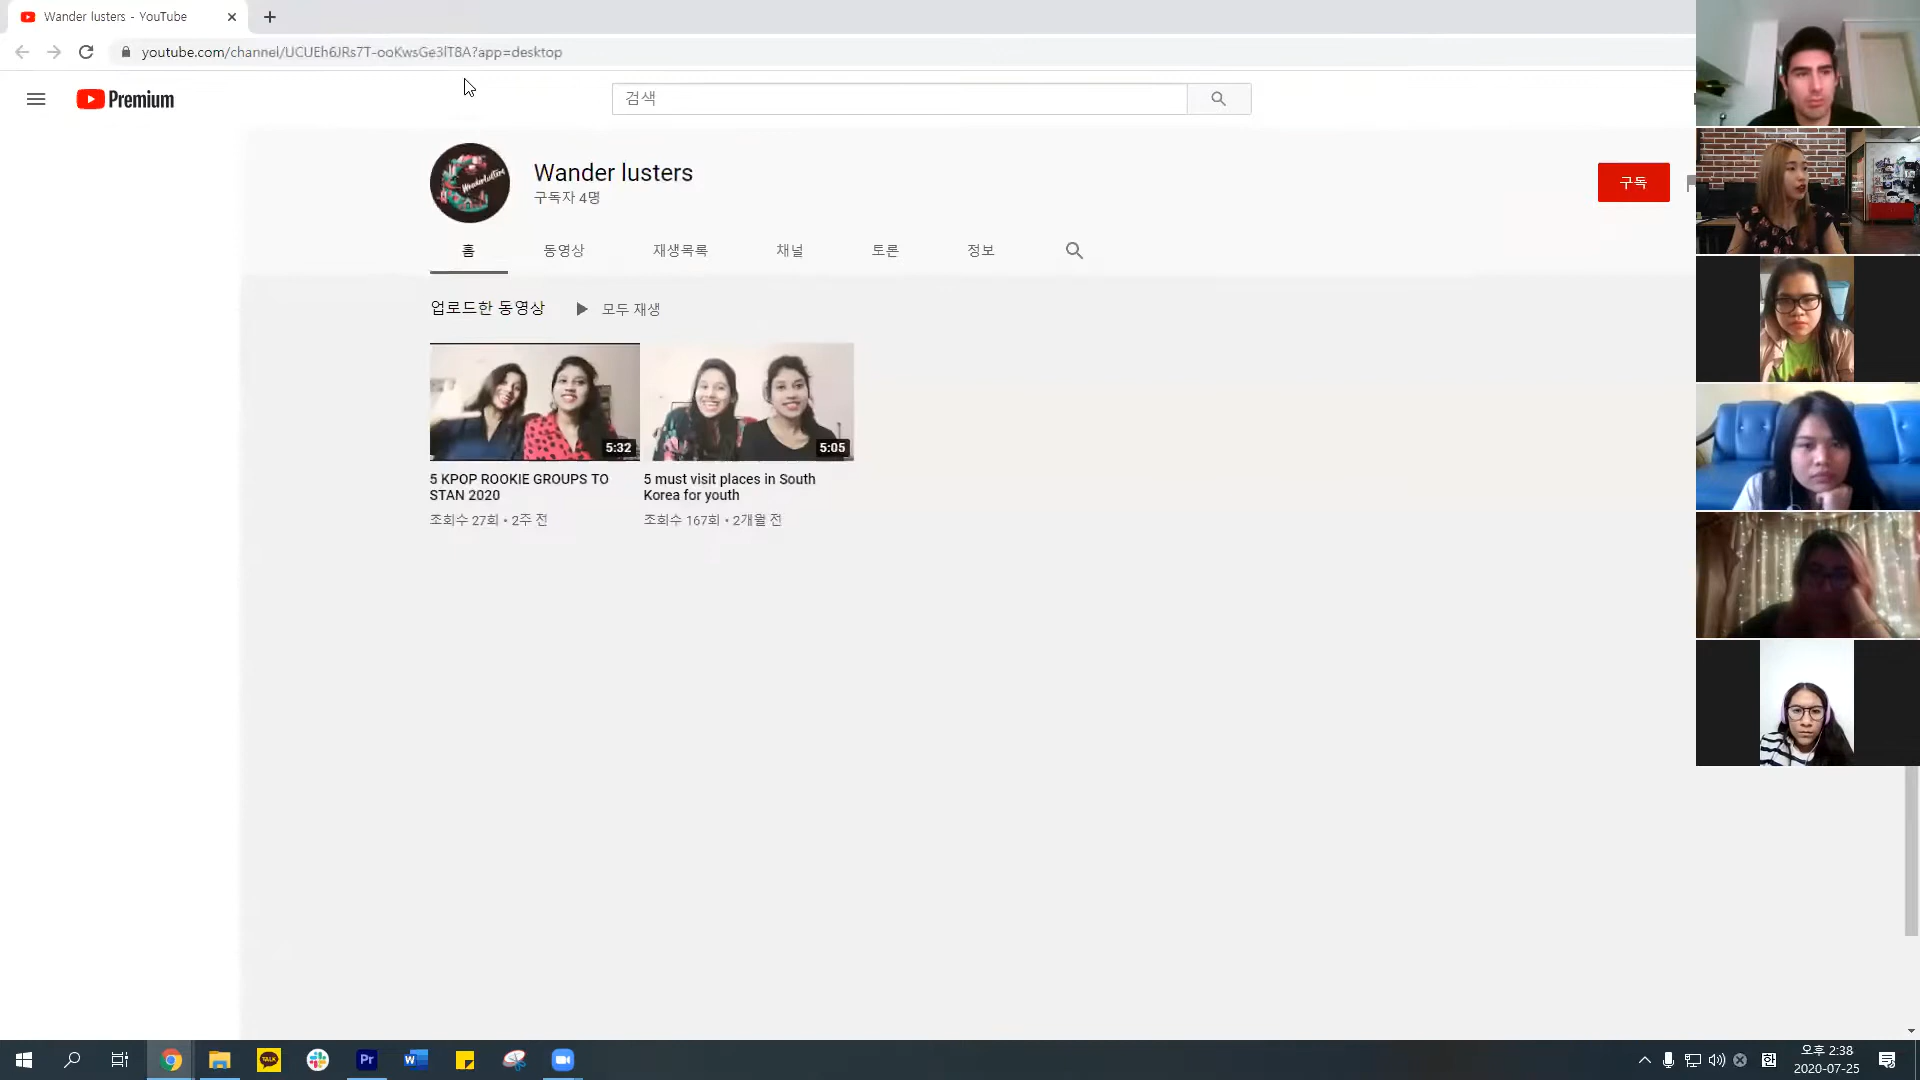 Wander lusters - YouTube
youtube.com/channel/UCUEh6JRs7T-ooKwsGe3lT8A?app=desktop
Premium
검색
Wanderlusters
Wander lusters
구독자 4명
구독
홈
동영상
재생목록
채널
토론
정보
업로드한 동영상
모두 재생
5:32
5:05
5 KPOP ROOKIE GROUPS TO
STAN 2020
조회수 27회 • 2주 전
5 must visit places in South
Korea for youth
조회수 167회 • 2개월 전
TALK
Pr
W
한
오후 2:38
2020-07-25